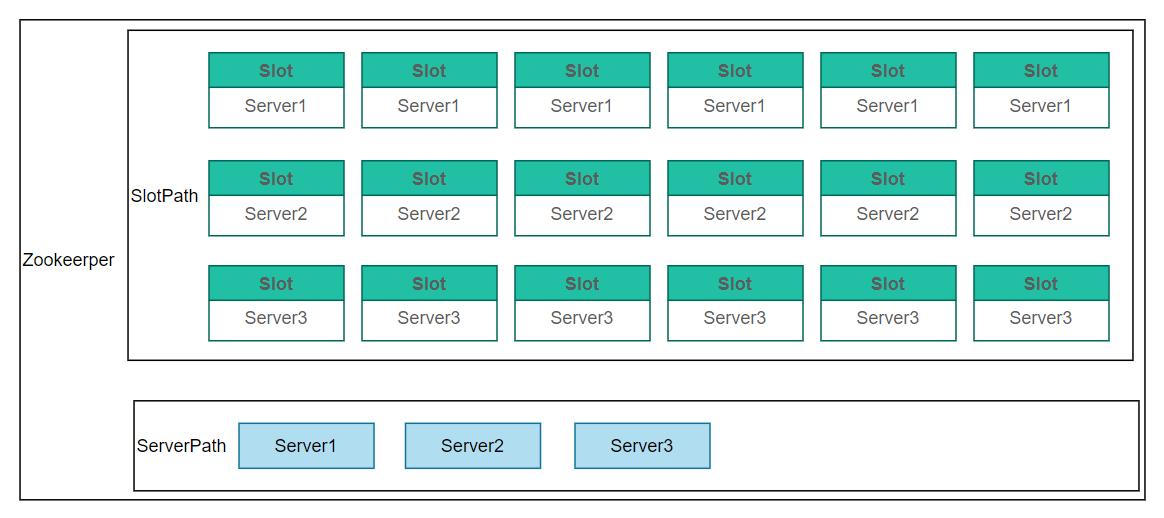 Slot Slot Slot Slot Slot Slot
Server1 Server1 Server1 Server1 Server1 Server1
SlotPath
Slot Slot Slot Slot Slot Slot
Server2 Server2 Server2 Server2 Server2 Server2
Zookeerper
Slot Slot Slot Slot Slot Slot
Server3 Server3 Server3 Server3 Server3 Server3
ServerPath Server1 Server2 Server3